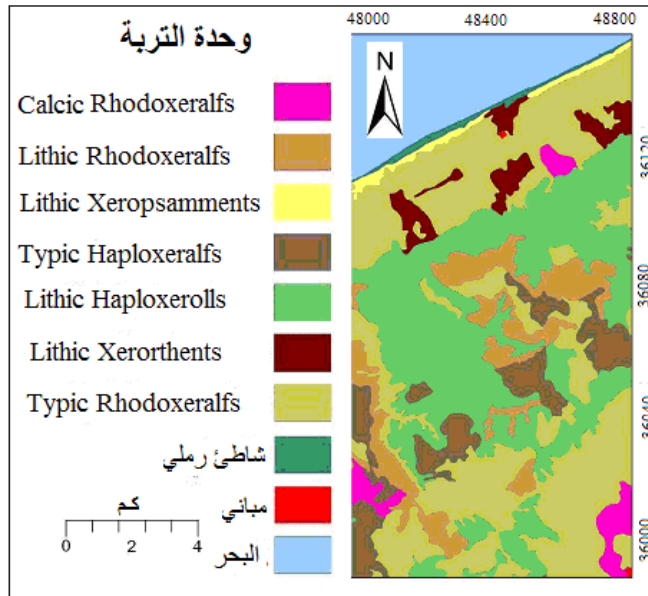 وحدة التربة
Calcic Rhodoxeralfs
Lithic Rhodoxeralfs
Lithic Xeropsamments
Typic Haploxeralfs
Lithic Haploxerolls
Lithic Xerorthents
Typic Rhodoxeralfs
شاطئ رملي
مباني
البحر
كم
0 2 4
48000 48400 48800
N
36120
36080
36040
36000